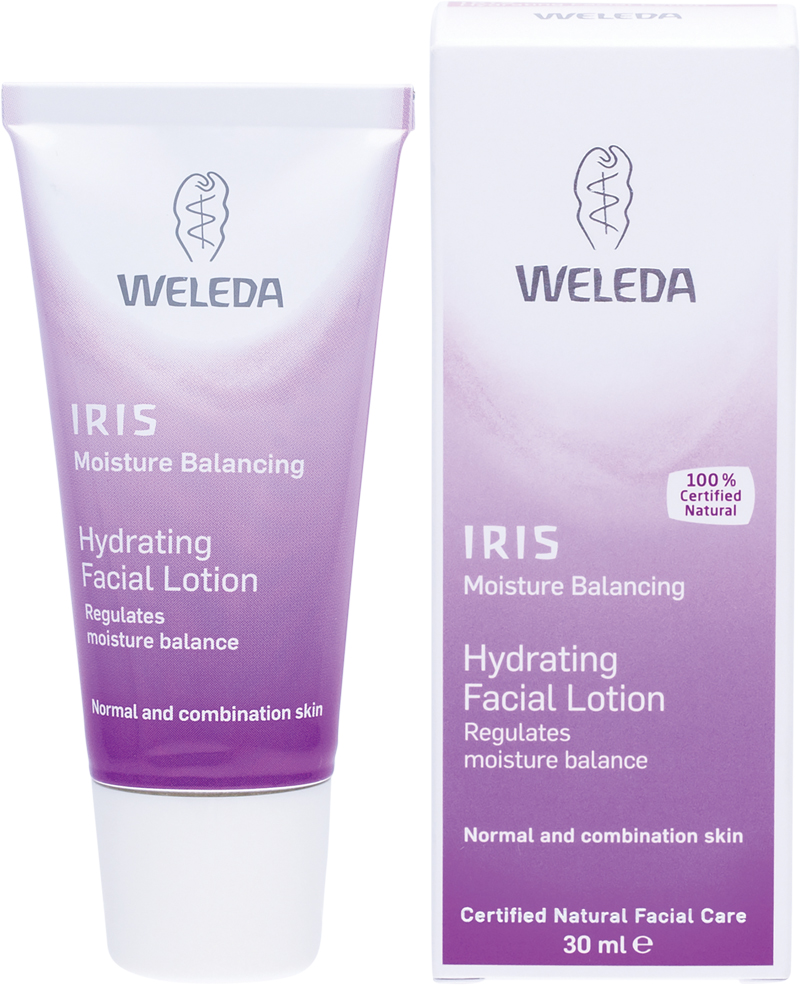 WELEDA
IRIS
Moisture Balancing
Hydrating
Facial Lotion
Regulates
moisture balance
Normal and combination skin
WELEDA
WELEDA
100 %
Certified
Natural
IRIS
Moisture Balancing
Hydrating
Facial Lotion
Regulates
moisture balance
Normal and combination skin
Certified Natural Facial Care
30 ml ℮